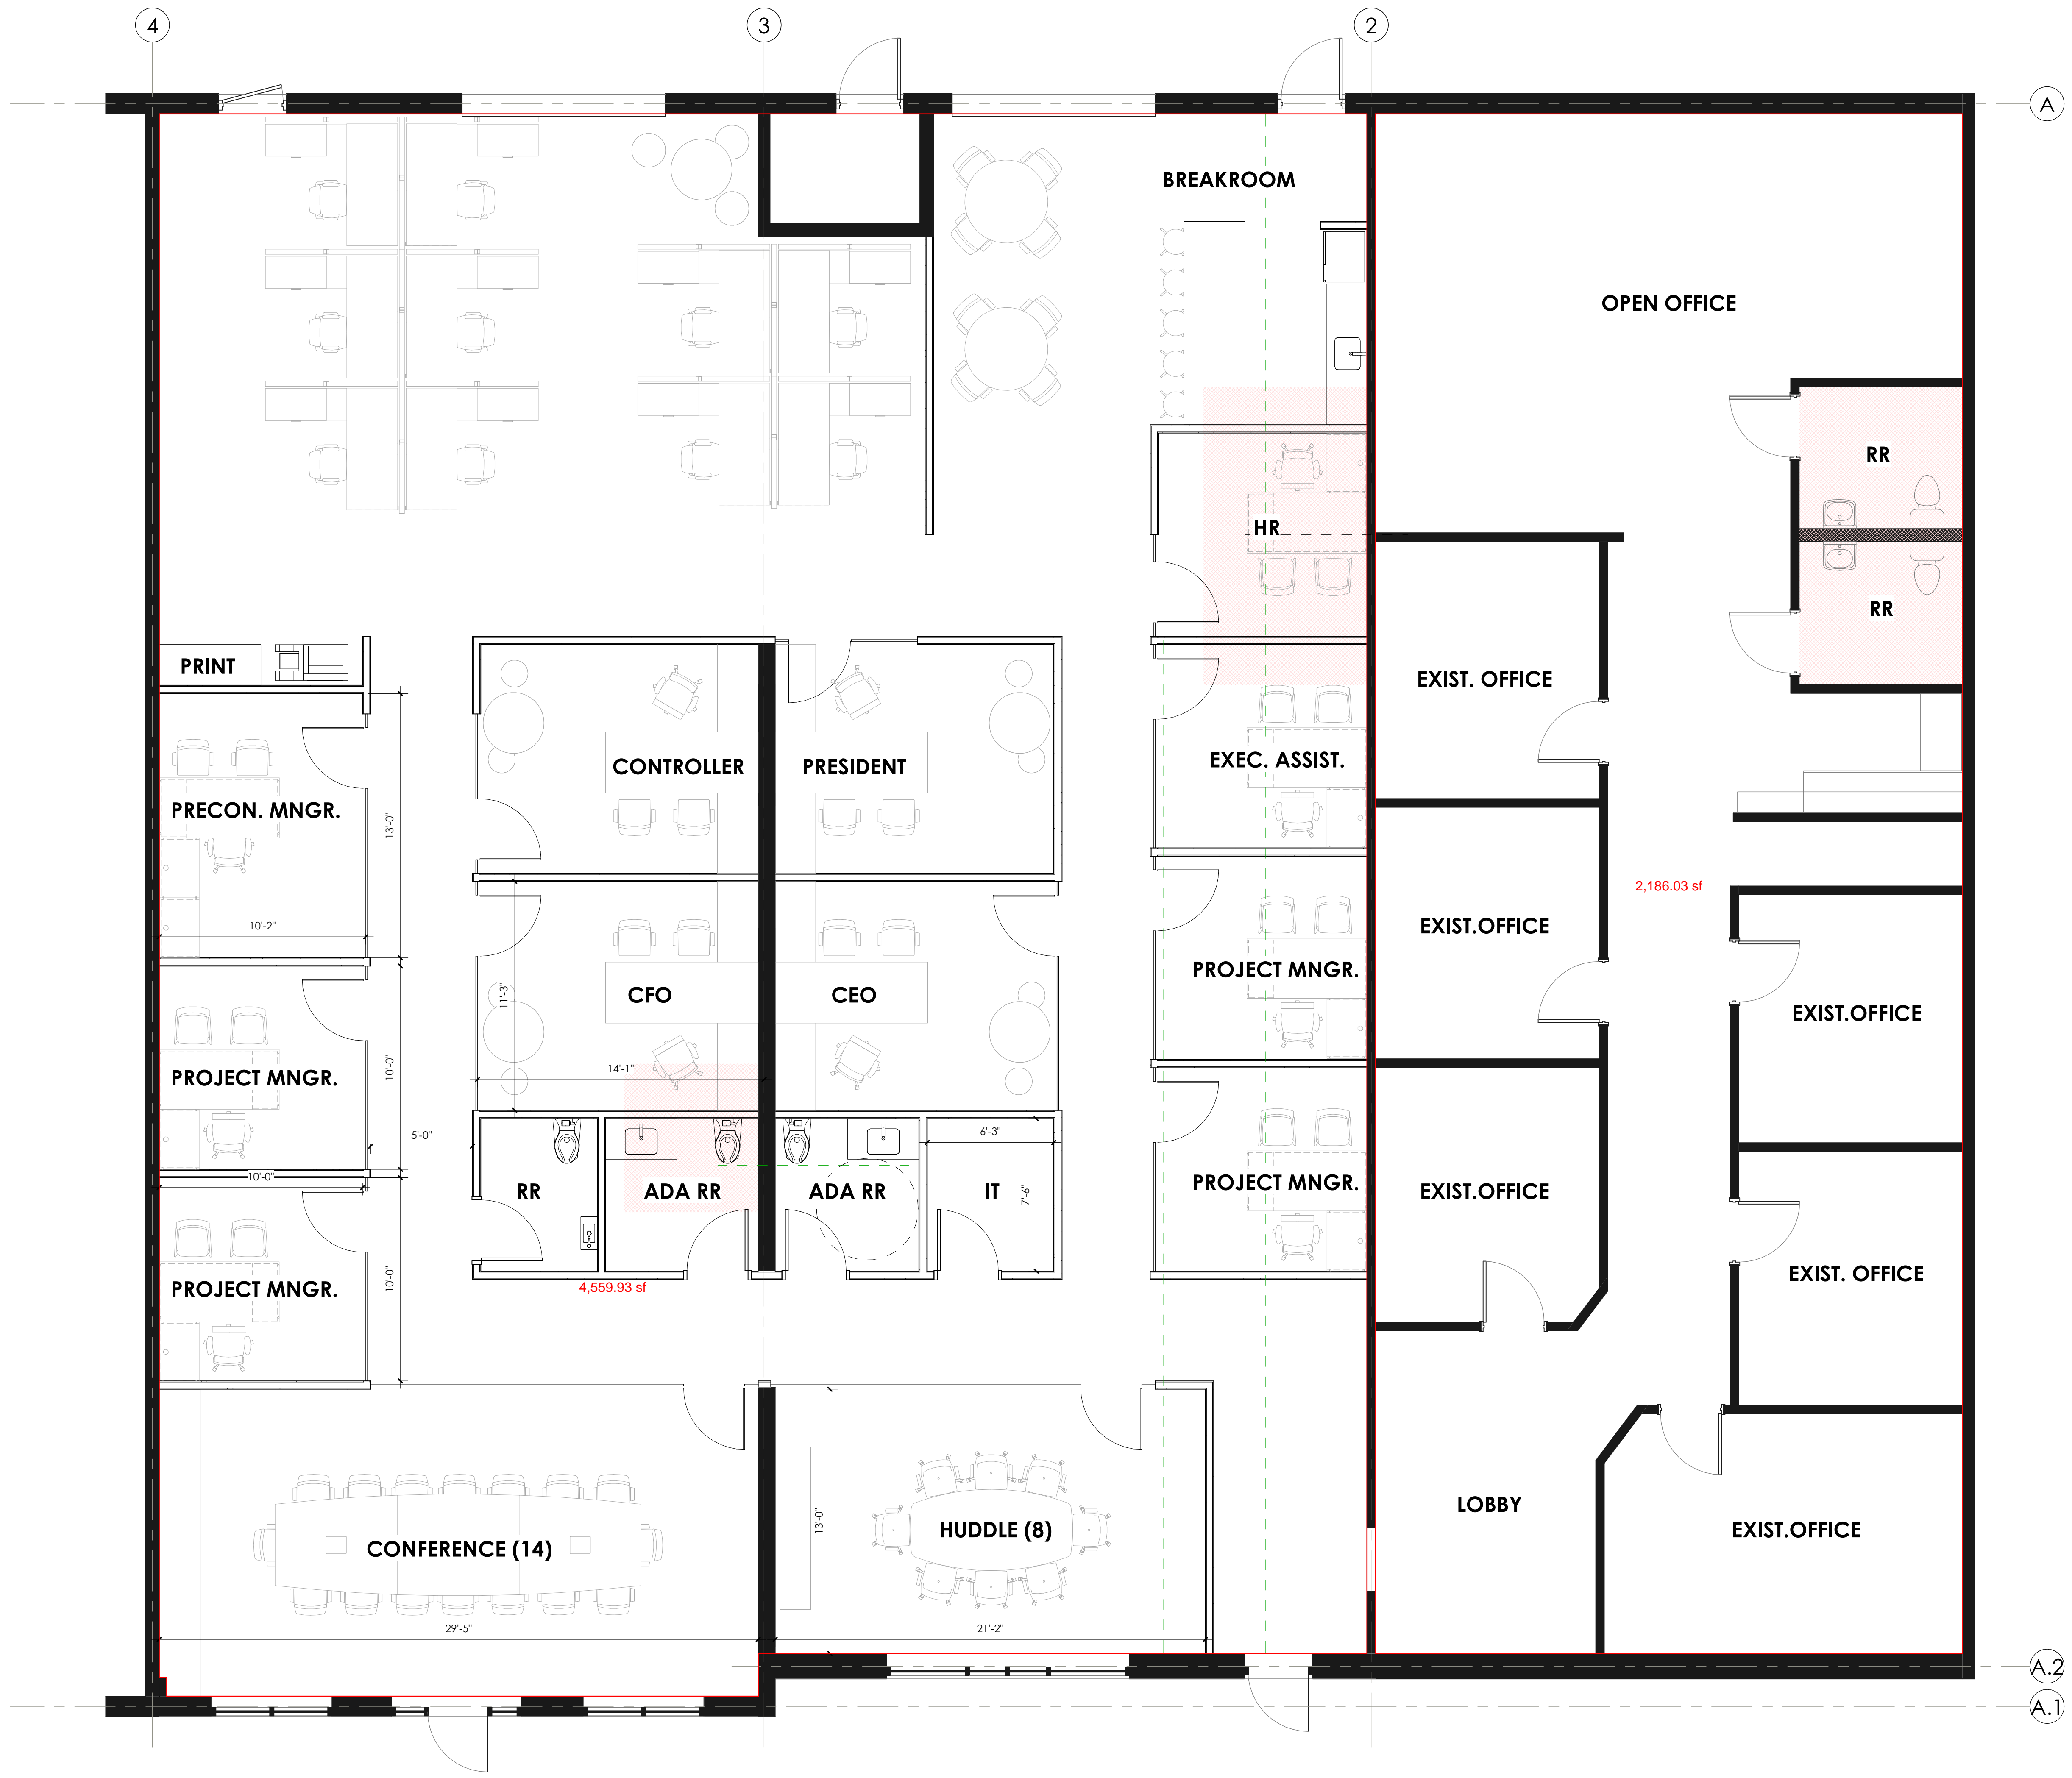 4
3
2
A
BREAKROOM
OPEN OFFICE
RR
HR
RR
PRINT
EXIST. OFFICE
CONTROLLER
PRESIDENT
EXEC. ASSIST.
PRECON. MNGR.
13'-0"
2,186.03 sf
10'-2"
EXIST.OFFICE
PROJECT MNGR.
CFO
CEO
11'-3"
EXIST.OFFICE
14'-1"
PROJECT MNGR.
10'-0"
5'-0"
6'-3"
10'-0"
RR
ADA RR
ADA RR
IT
7'-6"
PROJECT MNGR.
EXIST.OFFICE
EXIST. OFFICE
PROJECT MNGR.
10'-0"
4,559.93 sf
LOBBY
13'-0"
HUDDLE (8)
EXIST.OFFICE
CONFERENCE (14)
29'-5"
21'-2"
A.2
A.1